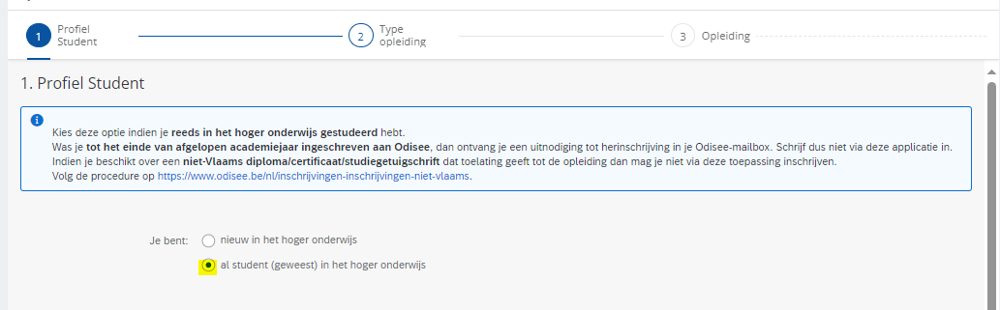 1
Profiel
Student
2
Type
opleiding
3
Opleiding
1. Profiel Student
Kies deze optie indien je reeds in het hoger onderwijs gestudeerd hebt.
Was je tot het einde van afgelopen academiejaar ingeschreven aan Odisee, dan ontvang je een uitnodiging tot herinschrijving in je Odisee-mailbox. Schrijf dus niet via deze applicatie in.
Indien je beschikt over een niet-Vlaams diploma/certificaat/studiegetuigschrift dat toelating geeft tot de opleiding dan mag je niet via deze toepassing inschrijven.
Volg de procedure op https://www.odisee.be/nl/inschrijvingen-inschrijvingen-niet-vlaams.
Je bent: nieuw in het hoger onderwijs
al student (geweest) in het hoger onderwijs